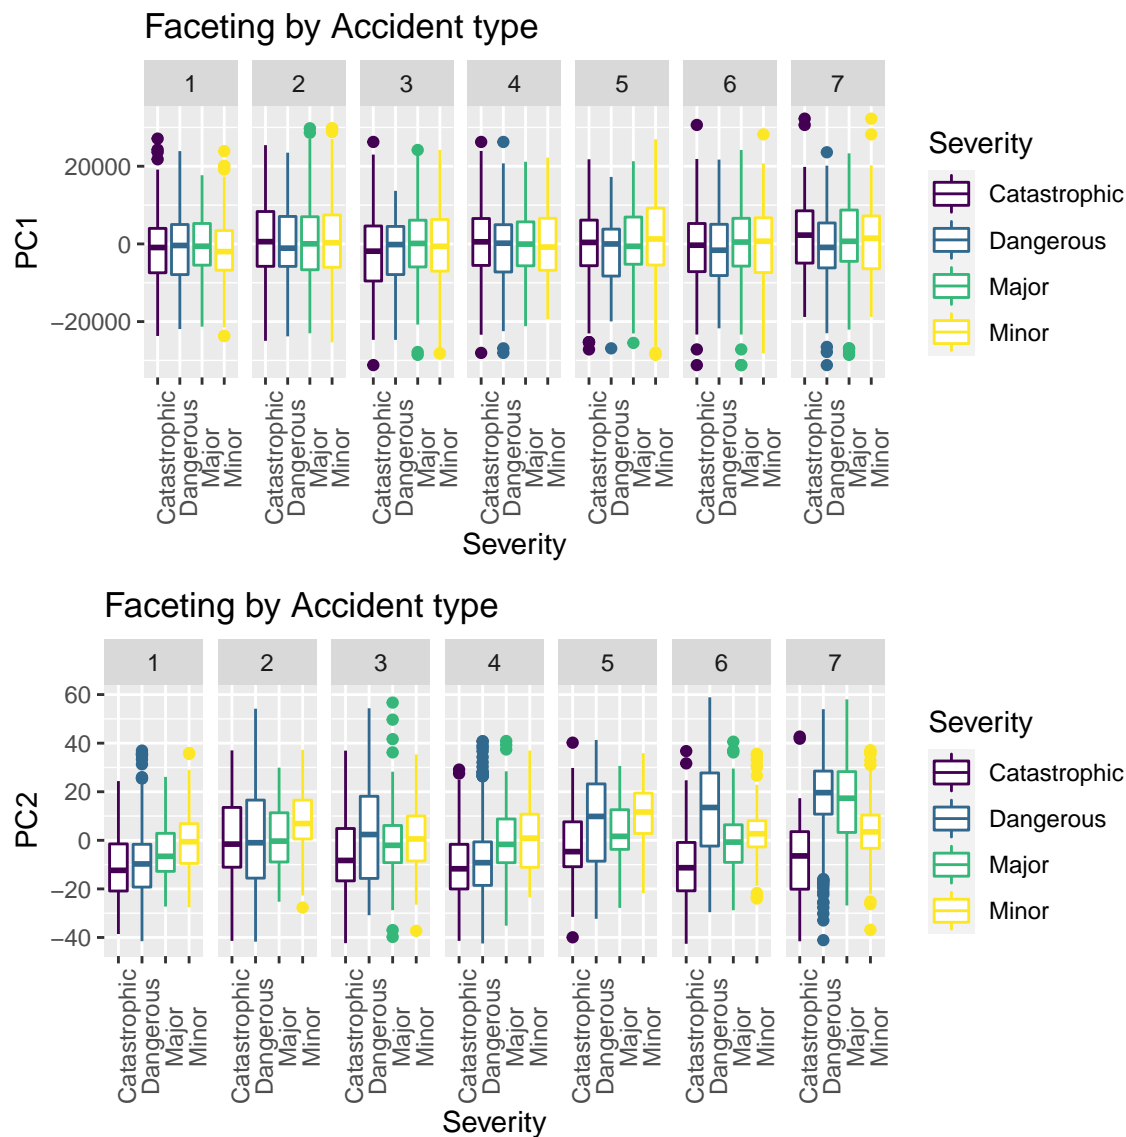 Faceting by Accident type
1 2 3 4 5 6 7
PC1
20000
0
−20000
Catastrophic Dangerous Major Minor Catastrophic Dangerous Major Minor Catastrophic Dangerous Major Minor Catastrophic Dangerous Major Minor Catastrophic Dangerous Major Minor Catastrophic Dangerous Major Minor Catastrophic Dangerous Major Minor
Severity
Severity
Catastrophic
Dangerous
Major
Minor
Faceting by Accident type
1 2 3 4 5 6 7
PC2
60
40
20
0
−20
−40
Catastrophic Dangerous Major Minor Catastrophic Dangerous Major Minor Catastrophic Dangerous Major Minor Catastrophic Dangerous Major Minor Catastrophic Dangerous Major Minor Catastrophic Dangerous Major Minor Catastrophic Dangerous Major Minor
Severity
Severity
Catastrophic
Dangerous
Major
Minor